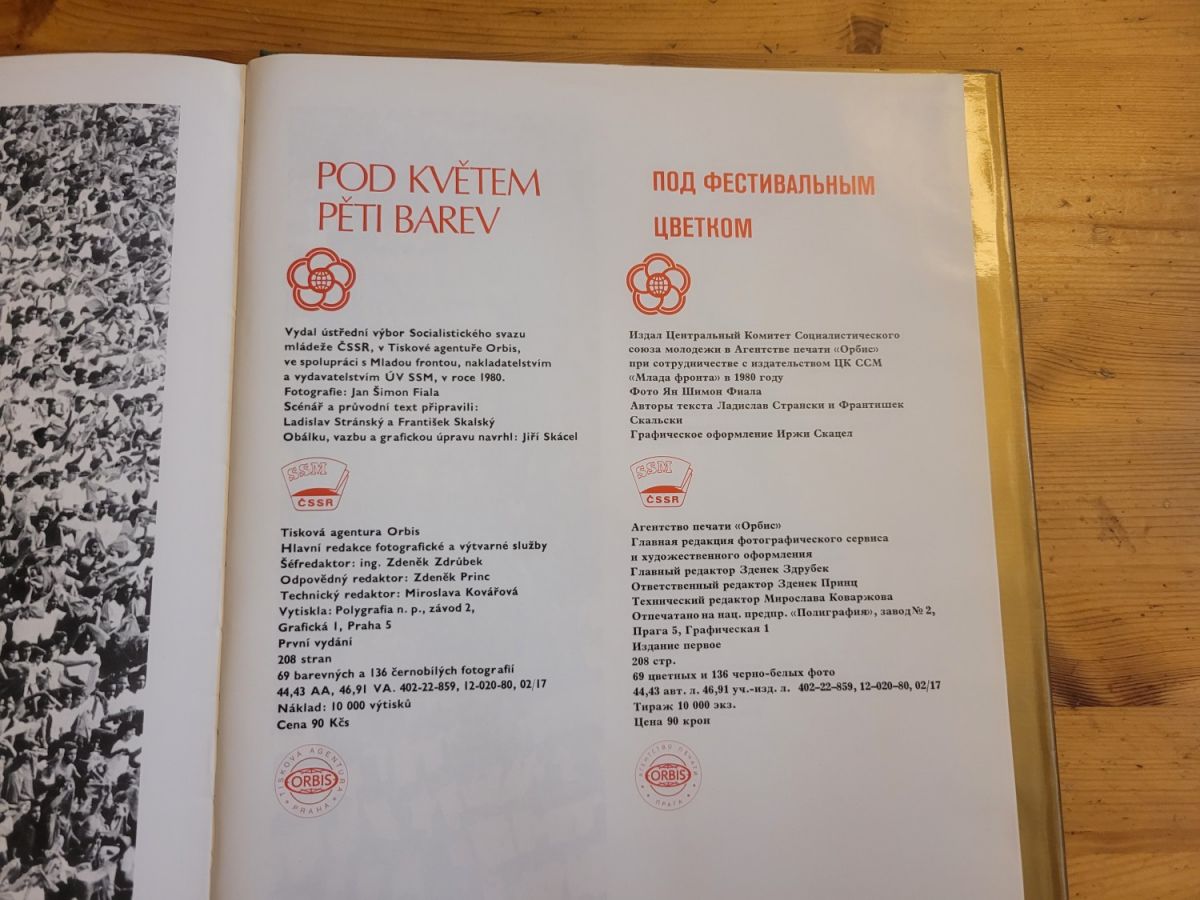 POD KVĚTEM
PĚTI BAREV
Vydal ústřední výbor Socialistického svazu
mládeže ČSSR, v Tiskové agentuře Orbis,
ve spolupráci s Mladou frontou, nakladatelstvím
a vydavatelstvím ÚV SSM, v roce 1980.
Fotografie: Jan Šimon Fiala
Scénář a průvodní text připravili:
Ladislav Stránský a František Skalský
Obálku, vazbu a grafickou úpravu navrhl: Jiří Skácel
SSM
ČSSR
Tisková agentura Orbis
Hlavní redakce fotografické a výtvarné služby
Šéfredaktor: ing. Zdeněk Zdrůbek
Odpovědný redaktor: Zdeněk Princ
Technický redaktor: Miroslava Kovářová
Vytiskla: Polygrafia n. p., závod 2,
Grafická 1, Praha 5
První vydání
208 stran
69 barevných a 136 černobílých fotografií
44,43 AA, 46,91 VA. 402-22-859, 12-020-80, 02/17
Náklad: 10 000 výtisků
Cena 90 Kčs
TISKOVÁ AGENTURA
ORBIS
PRAHA
ПОД ФЕСТИВАЛЬНЫМ
ЦВЕТКОМ
Издал Центральный Комитет Социалистического
союза молодежи в Агентстве печати «Орбис»
при сотрудничестве с издательством ЦК ССМ
«Млада фронта» в 1980 году
Фото Ян Шимон Фиала
Авторы текста Ладислав Странски и Франтишек
Скальски
Графическое оформление Иржи Скацел
SSM
ČSSR
Агентство печати «Орбис»
Главная редакция фотографического сервиса
и художественного оформления
Главный редактор Зденек Здрубек
Ответственный редактор Зденек Принц
Технический редактор Мирослава Коваржова
Отпечатано на нац. предпр. «Полиграфия», завод № 2,
Прага 5, Графическая 1
Издание первое
208 стр.
69 цветных и 136 черно-белых фото
44,43 авт. л. 46,91 уч.-изд. л. 402–22–859, 12–020–80, 02/17
Тираж 10 000 экз.
Цена 90 крон
АГЕНТСТВО ПЕЧАТИ
ORBIS
ПРАГА